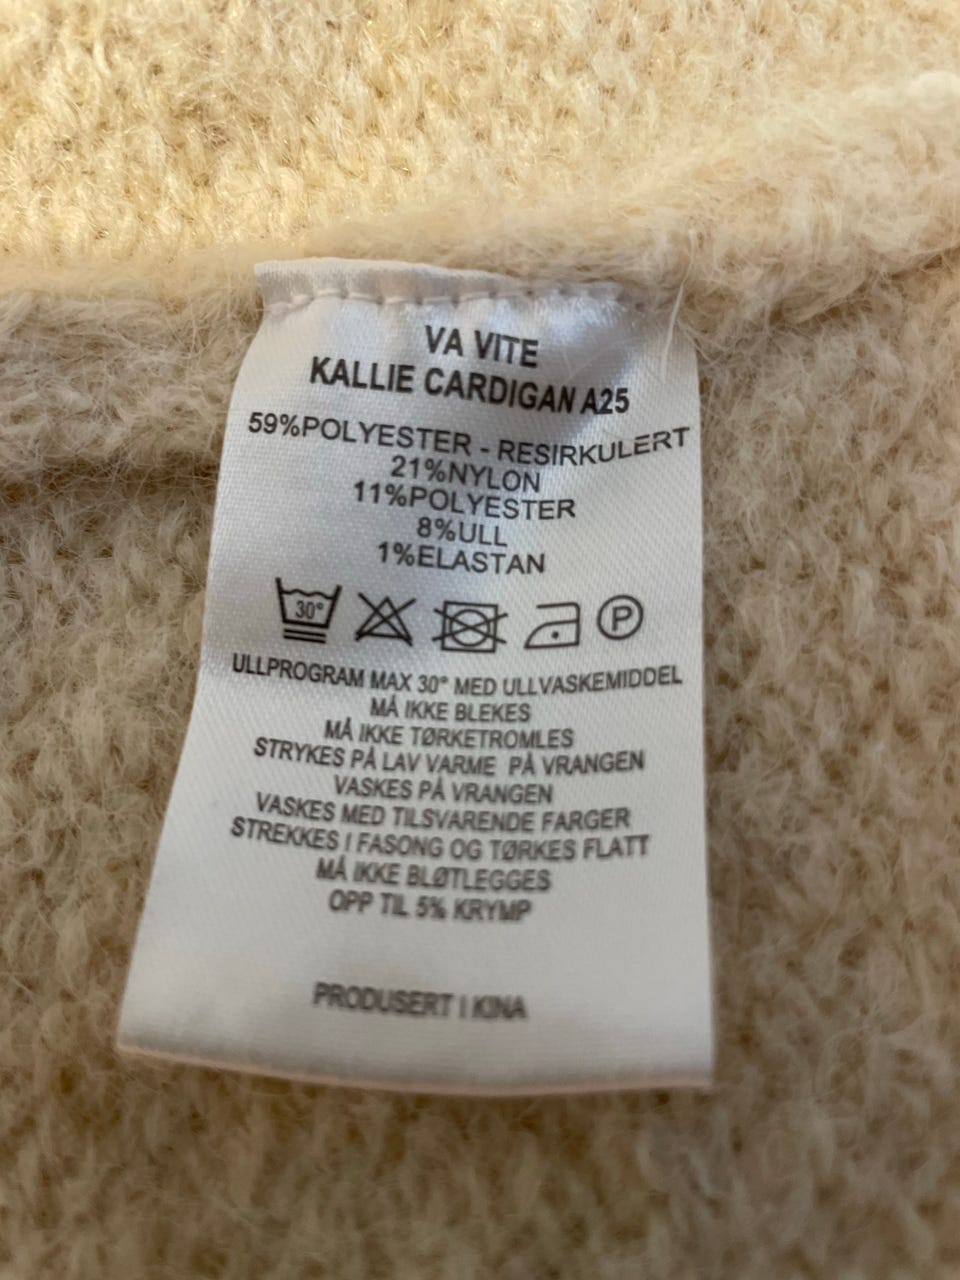 VA VITE
KALLIE CARDIGAN A25
59%POLYESTER - RESIRKULERT
21%NYLON
11%POLYESTER
8%ULL
1%ELASTAN
30° P
ULLPROGRAM MAX 30° MED ULLVASKEMIDDEL
MÅ IKKE BLEKES
MÅ IKKE TØRKETROMLES
STRYKES PÅ LAV VARME PÅ VRANGEN
VASKES PÅ VRANGEN
VASKES MED TILSVARENDE FARGER
STREKKES I FASONG OG TØRKES FLATT
MÅ IKKE BLØTLEGGES
OPP TIL 5% KRYMP
PRODUSERT I KINA